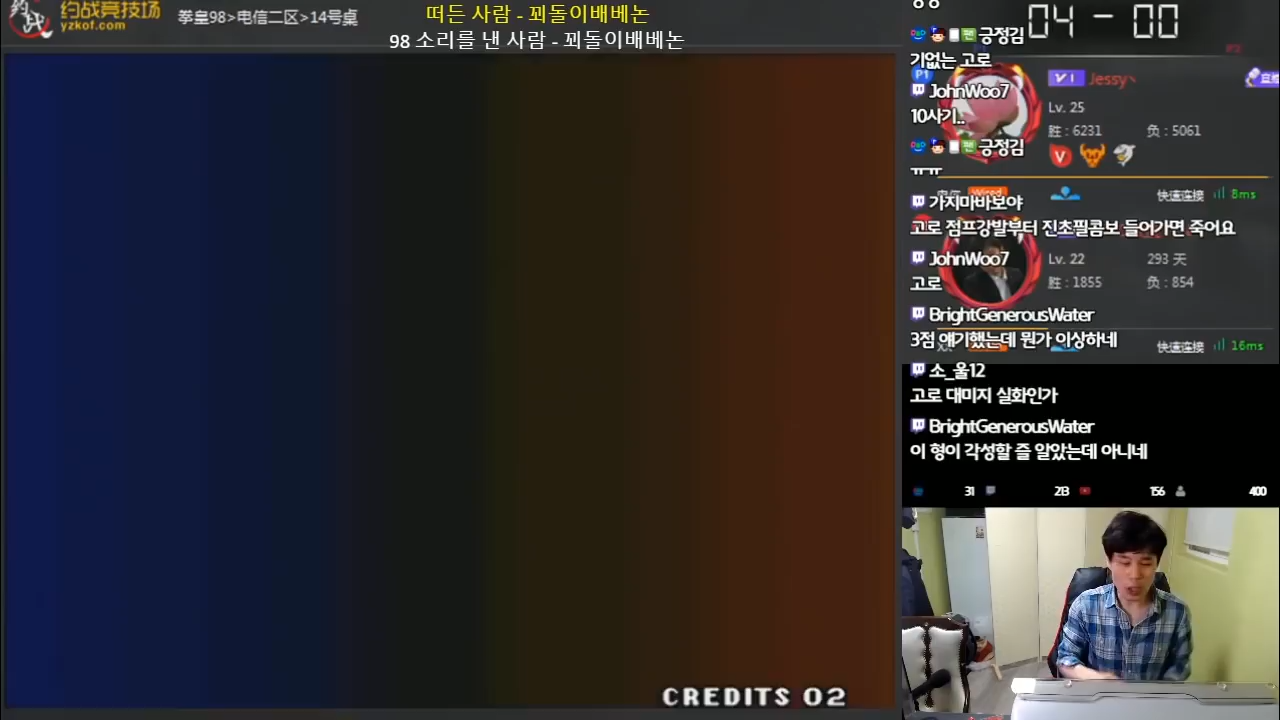 约战竞技场
yzkof.com
拳皇98>电信二区>14号桌
떠든 사람 - 꾀돌이배베논
98 소리를 낸 사람 - 꾀돌이배베논
04 - 00
긍정김
기없는 고로
P1
P2
Jessy
JohnWoo7
Lv. 25
10사기..
胜 : 6231 负 : 5061
긍정김
ㅠㅠ
Wired
快速连接 8ms
가지마바보야
고로 점프강발부터 진초필콤보 들어가면 죽어요
JohnWoo7
Lv. 22 293 天
고로
胜 : 1855 负 : 854
BrightGenerousWater
3점 얘기했는데 뭔가 이상하네
快速连接 16ms
소_울12
고로 대미지 실화인가
BrightGenerousWater
이 형이 각성할 줄 알았는데 아니네
31 213 156 400
CREDITS 02